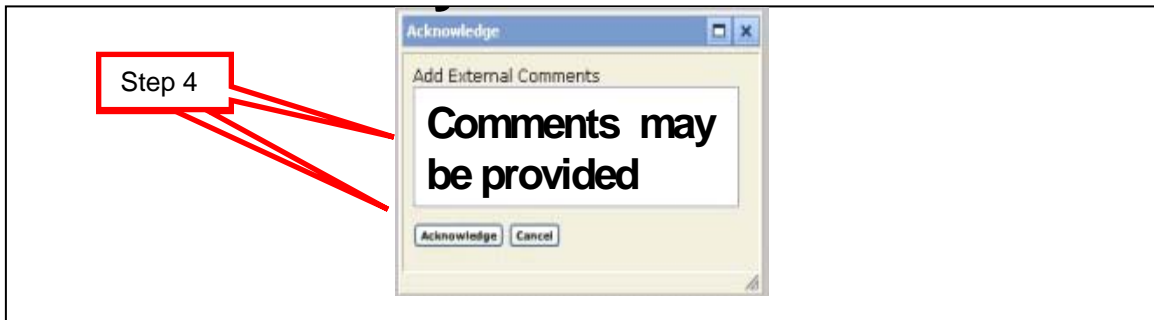 Acknowledge
Step 4
Add External Comments
Comments may
be provided
Acknowledge Cancel